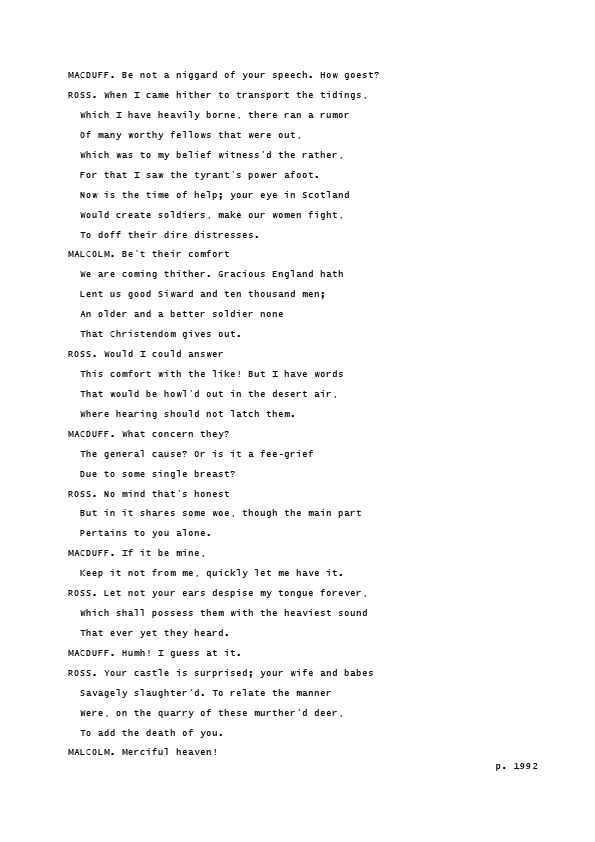 MACDUFF. Be not a niggard of your speech. How goest?
ROSS. When I came hither to transport the tidings,
Which I have heavily borne, there ran a rumor
Of many worthy fellows that were out,
Which was to my belief witness'd the rather,
For that I saw the tyrant's power afoot.
Now is the time of help; your eye in Scotland
Would create soldiers, make our women fight,
To doff their dire distresses.
MALCOLM. Be't their comfort
We are coming thither. Gracious England hath
Lent us good Siward and ten thousand men;
An older and a better soldier none
That Christendom gives out.
ROSS. Would I could answer
This comfort with the like! But I have words
That would be howl'd out in the desert air,
Where hearing should not latch them.
MACDUFF. What concern they?
The general cause? Or is it a fee-grief
Due to some single breast?
ROSS. No mind that's honest
But in it shares some woe, though the main part
Pertains to you alone.
MACDUFF. If it be mine,
Keep it not from me, quickly let me have it.
ROSS. Let not your ears despise my tongue forever,
Which shall possess them with the heaviest sound
That ever yet they heard.
MACDUFF. Humh! I guess at it.
ROSS. Your castle is surprised; your wife and babes
Savagely slaughter'd. To relate the manner
Were, on the quarry of these murther'd deer,
To add the death of you.
MALCOLM. Merciful heaven!
p. 1992